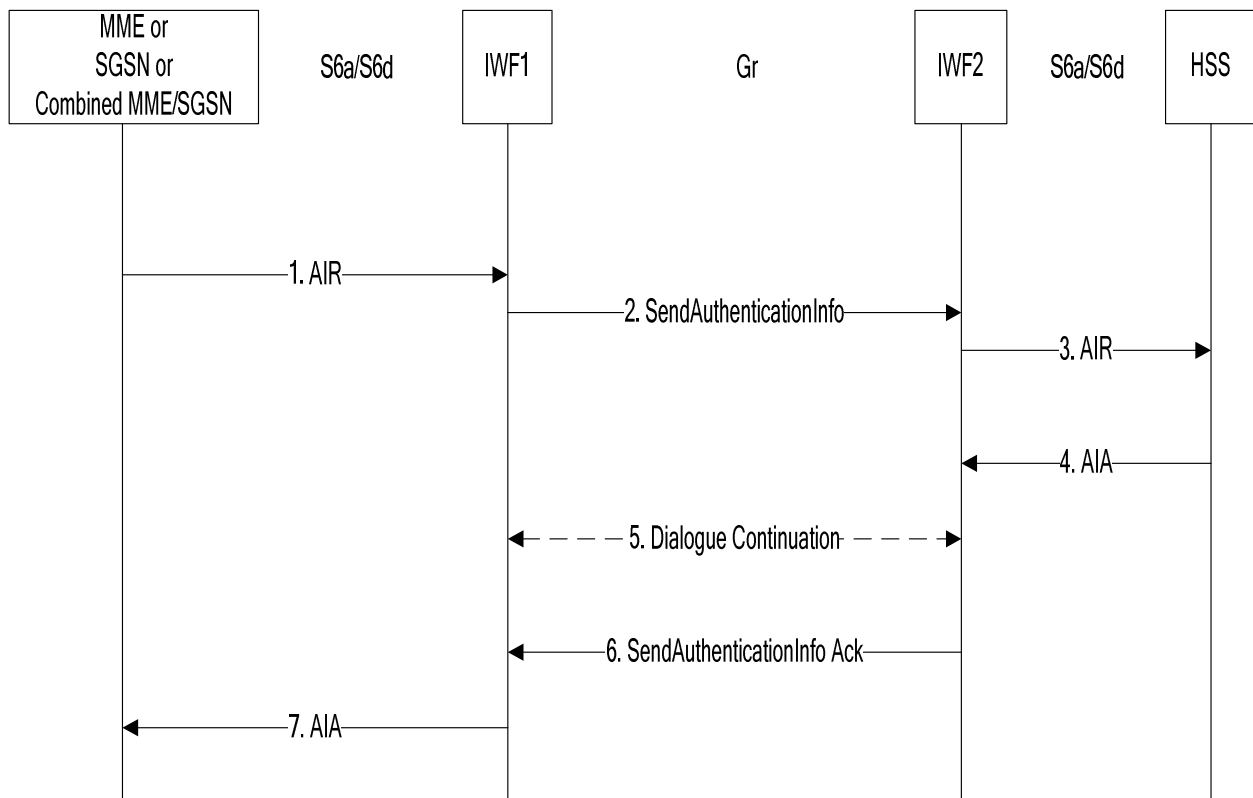 MME or
SGSN or
Combined MME/SGSN
S6a/S6d
IWF1
Gr
IWF2
S6a/S6d
HSS
1. AIR
2. SendAuthenticationInfo
3. AIR
4. AIA
5. Dialogue Continuation
6. SendAuthenticationInfo Ack
7. AIA